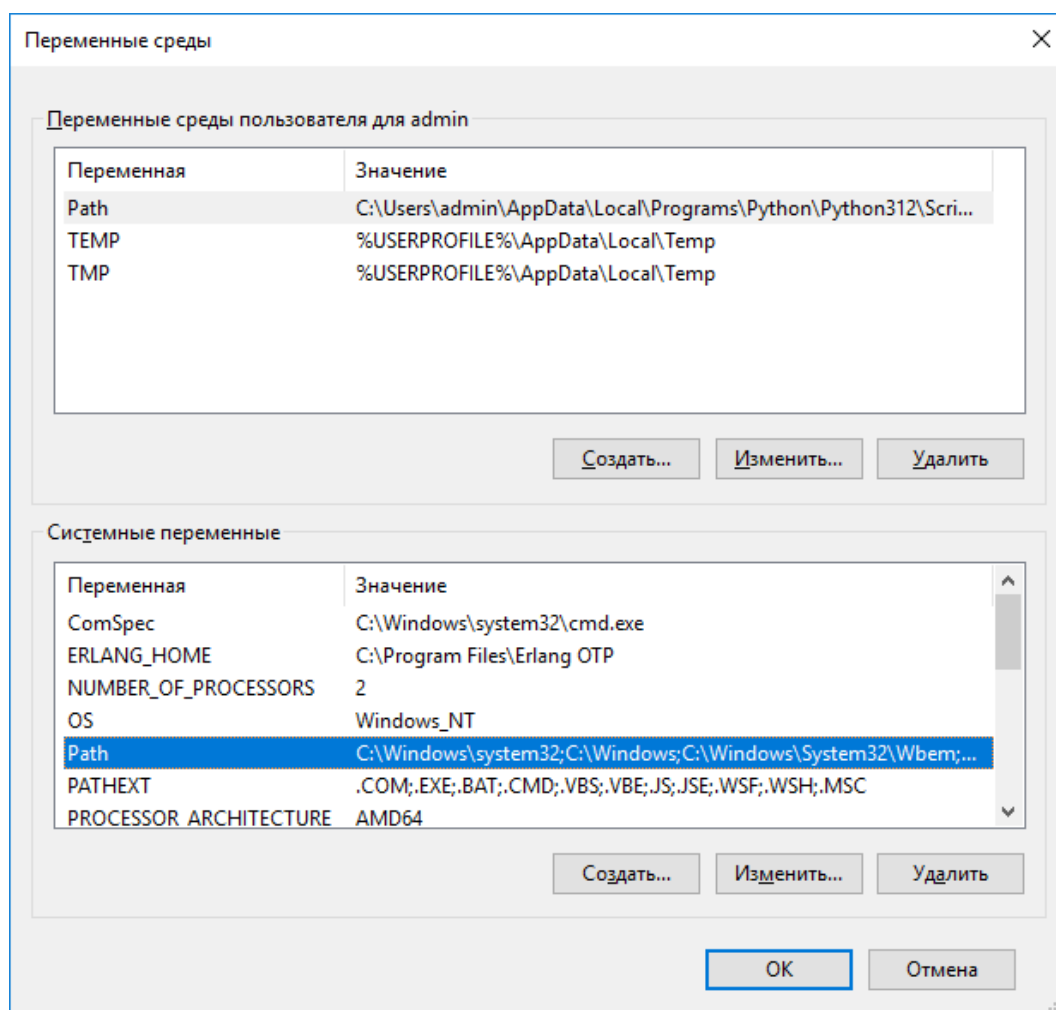 Переменные среды
Переменные среды пользователя для admin
Переменная Значение
Path C:\Users\admin\AppData\Local\Programs\Python\Python312\Scri...
TEMP %USERPROFILE%\AppData\Local\Temp
TMP %USERPROFILE%\AppData\Local\Temp
Создать... Изменить... Удалить
Системные переменные
Переменная Значение
ComSpec C:\Windows\system32\cmd.exe
ERLANG_HOME C:\Program Files\Erlang OTP
NUMBER_OF_PROCESSORS 2
OS Windows_NT
Path C:\Windows\system32;C:\Windows;C:\Windows\System32\Wbem;...
PATHEXT .COM;.EXE;.BAT;.CMD;.VBS;.VBE;.JS;.JSE;.WSF;.WSH;.MSC
PROCESSOR_ARCHITECTURE AMD64
Создать... Изменить... Удалить
ОК Отмена